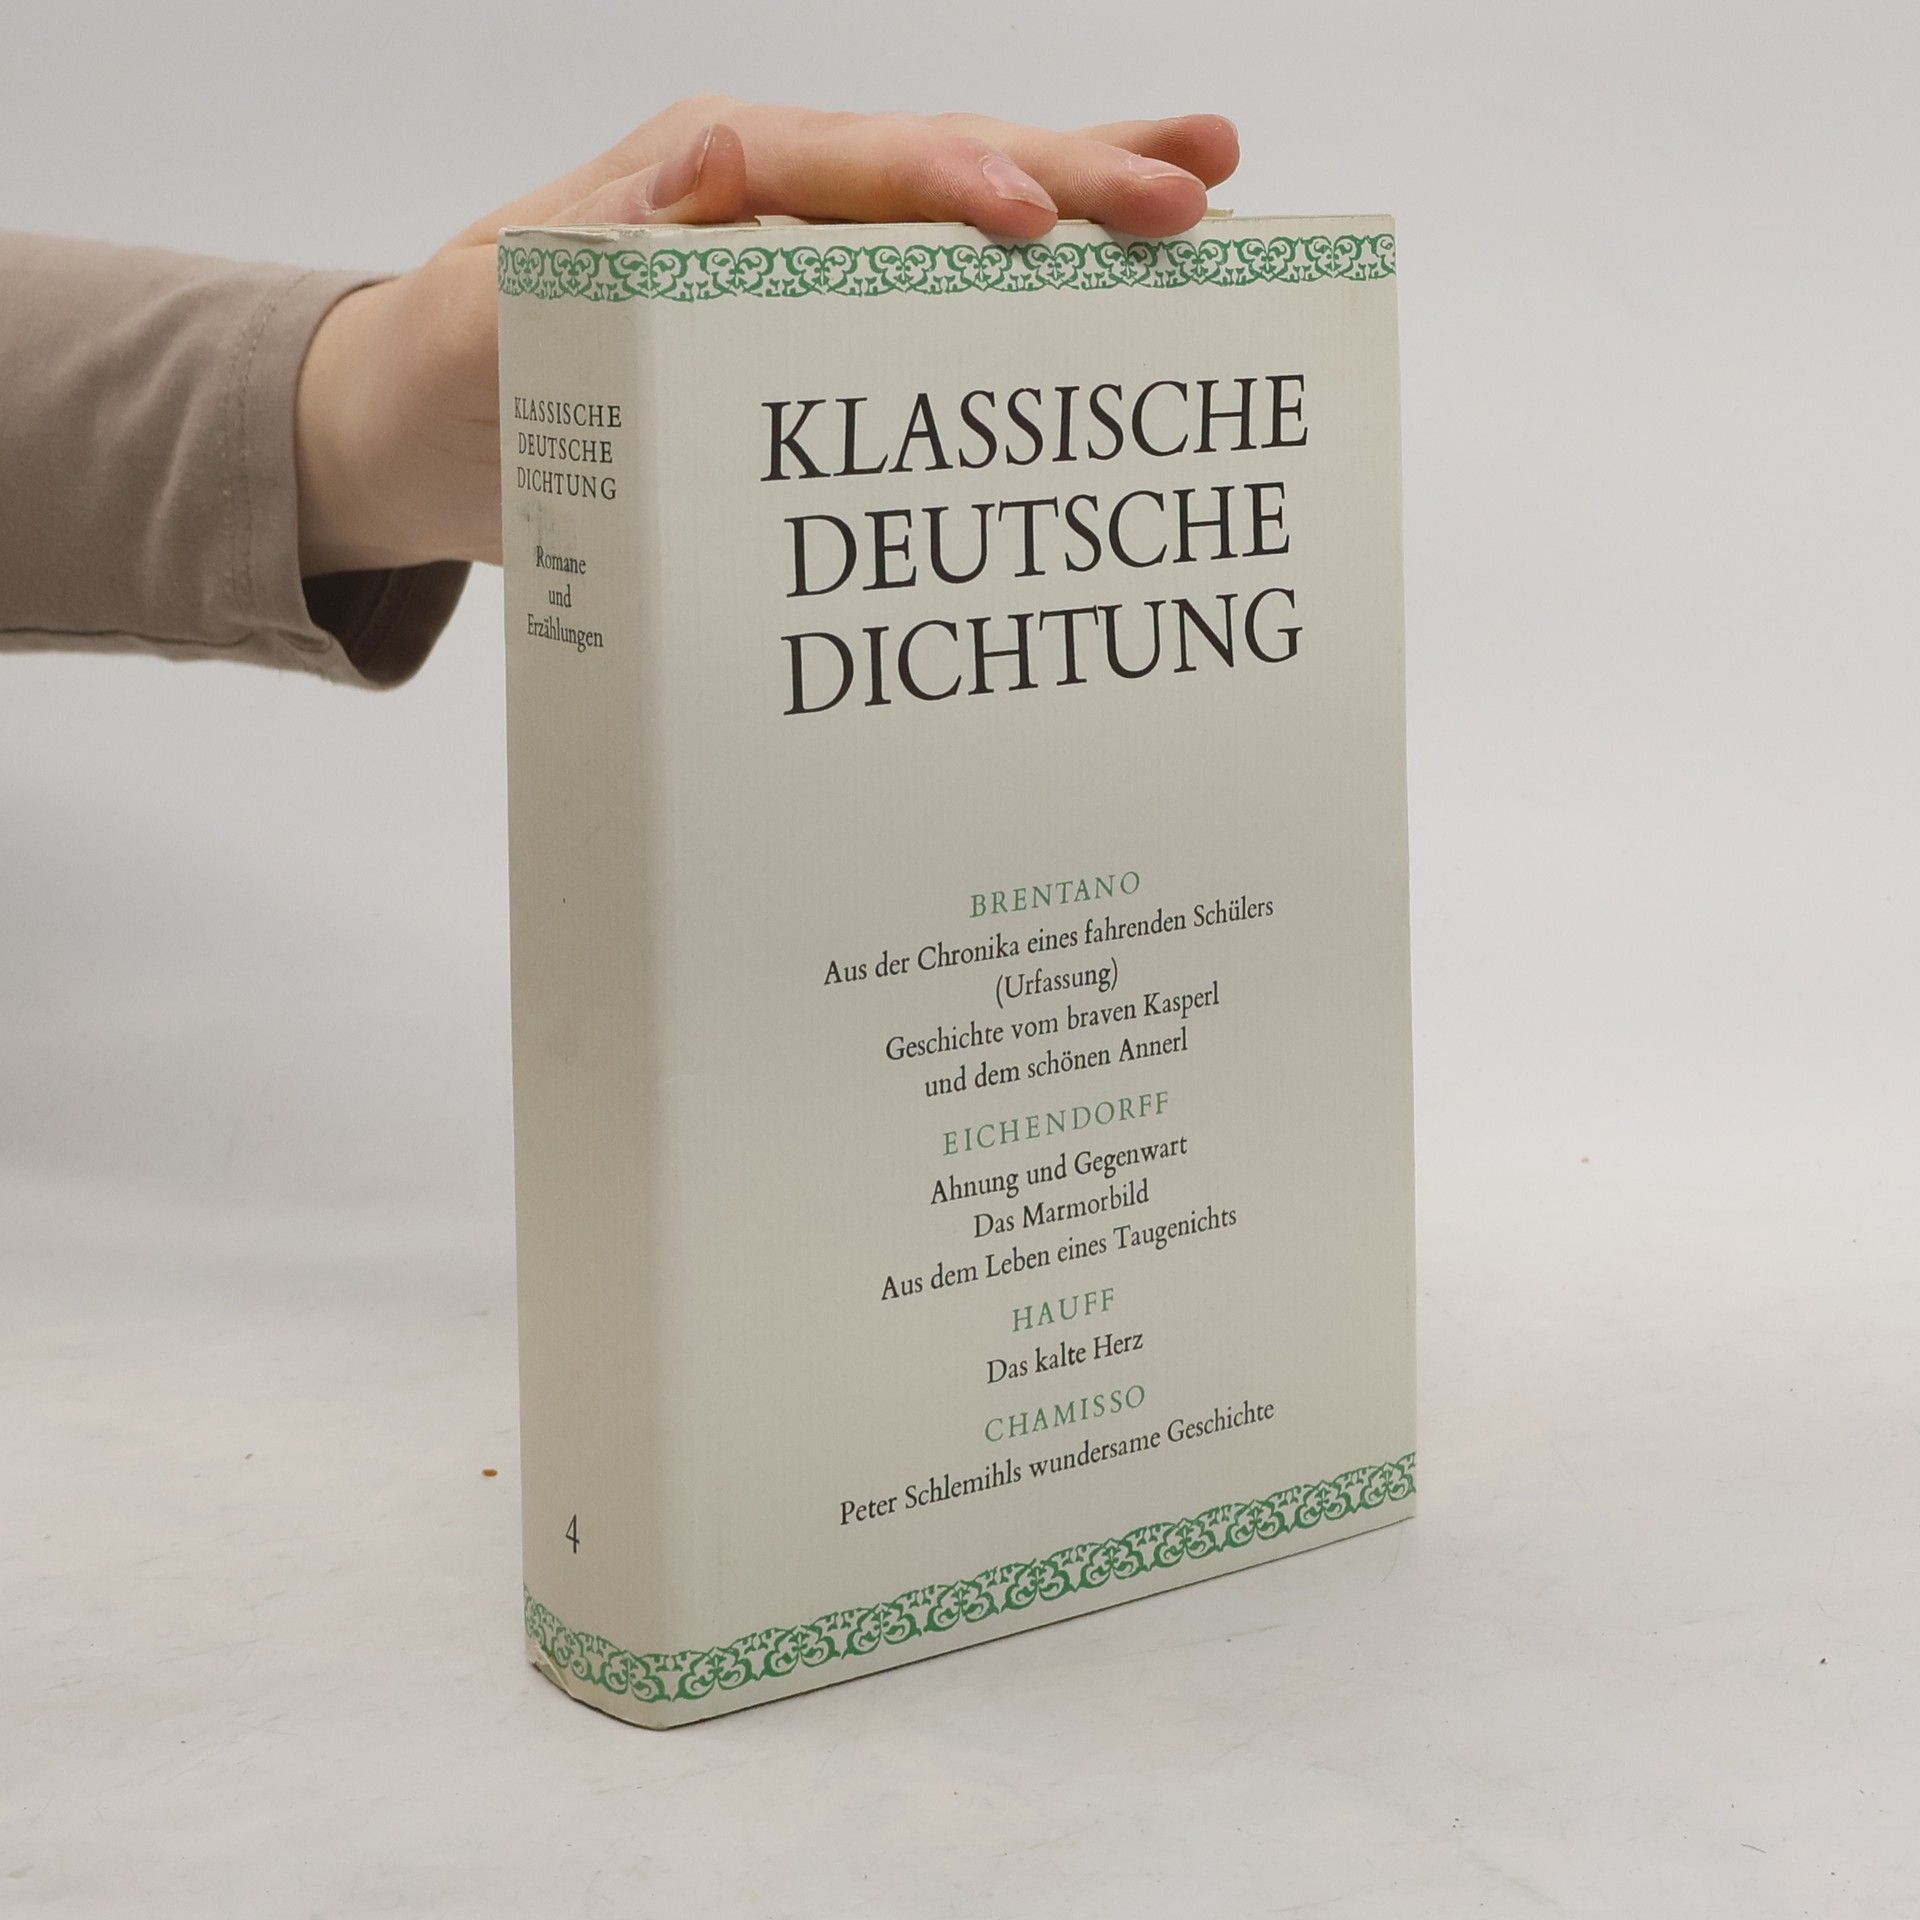 KLASSISCHE
DEUTSCHE
DICHTUNG
Romane
und
Erzählungen
4
KLASSISCHE
DEUTSCHE
DICHTUNG
BRENTANO
Aus der Chronika eines fahrenden Schülers
(Urfassung)
Geschichte vom braven Kasperl
und dem schönen Annerl
EICHENDORFF
Ahnung und Gegenwart
Das Marmorbild
Aus dem Leben eines Taugenichts
HAUFF
Das kalte Herz
CHAMISSO
Peter Schlemihls wundersame Geschichte